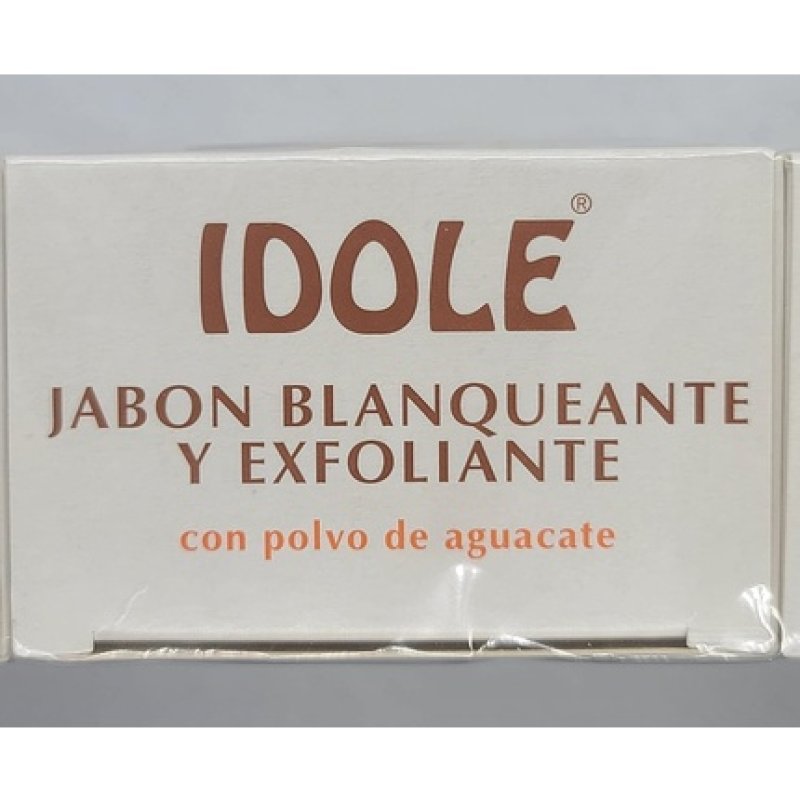 IDOLE®
JABON BLANQUEANTE
Y EXFOLIANTE
con polvo de aguacate